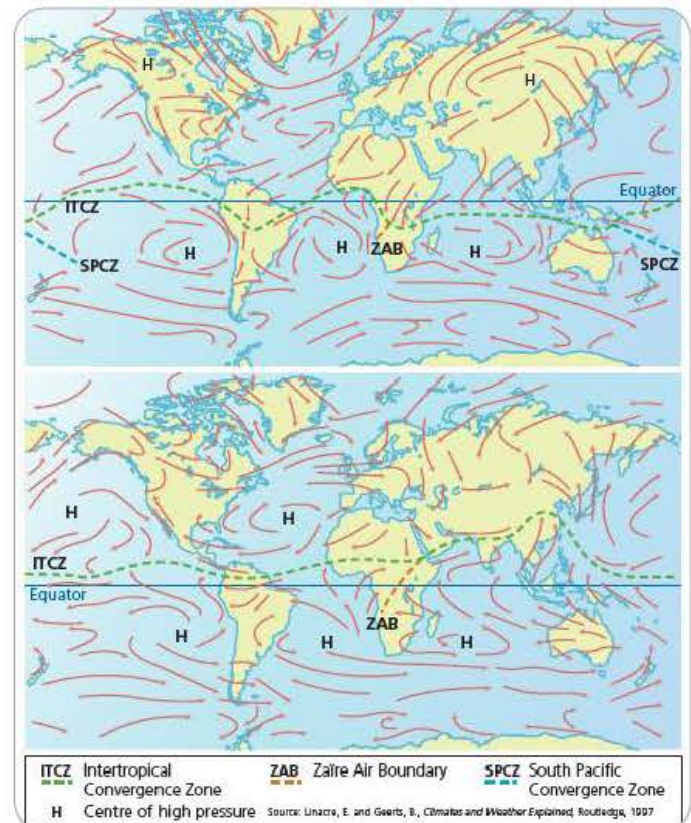 H
H
Equator
ITCZ
H
H
ZAB
H
SPCZ
SPCZ
H
H
ITCZ
Equator
ZAB
H
H
H
ITCZ Intertropical Convergence Zone
ZAB Zaïre Air Boundary
SPCZ South Pacific Convergence Zone
H Centre of high pressure
Source: Linacre, E. and Geerts, B., Climates and Weather Explained, Routledge, 1997